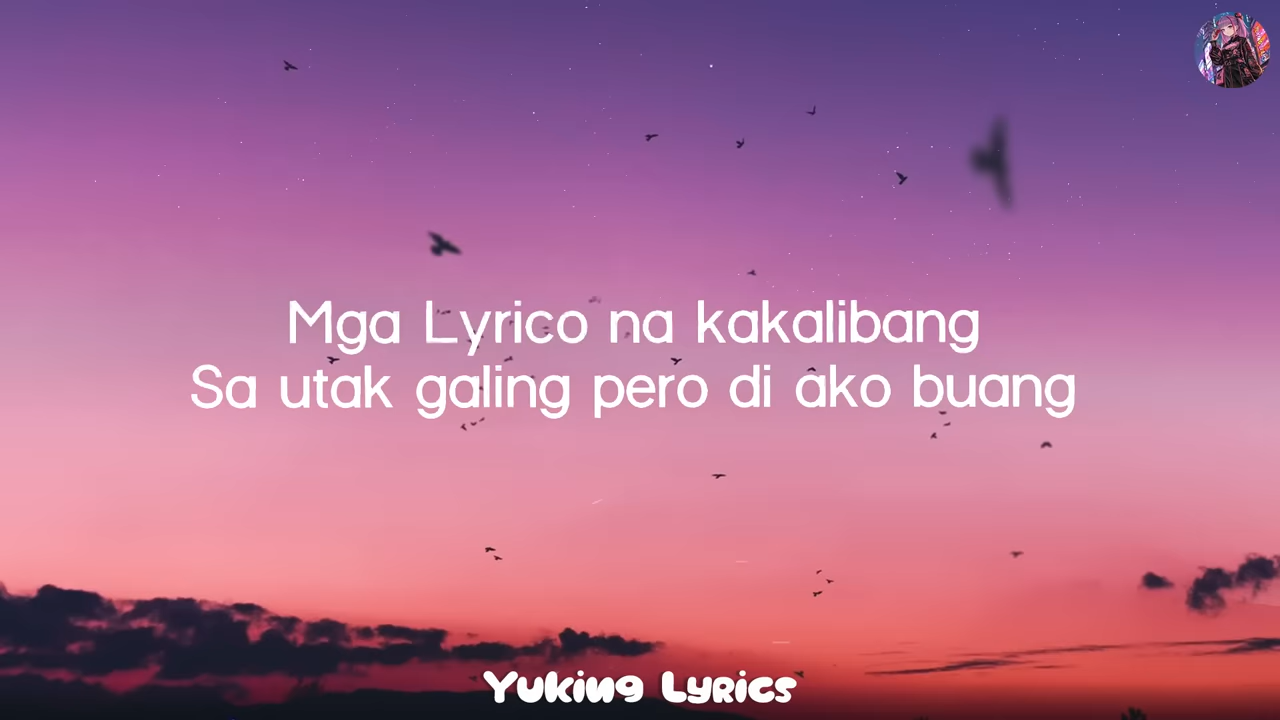 Mga Lyrico na kakalibang
Sa utak galing pero di ako buang
Yuking Lyrics